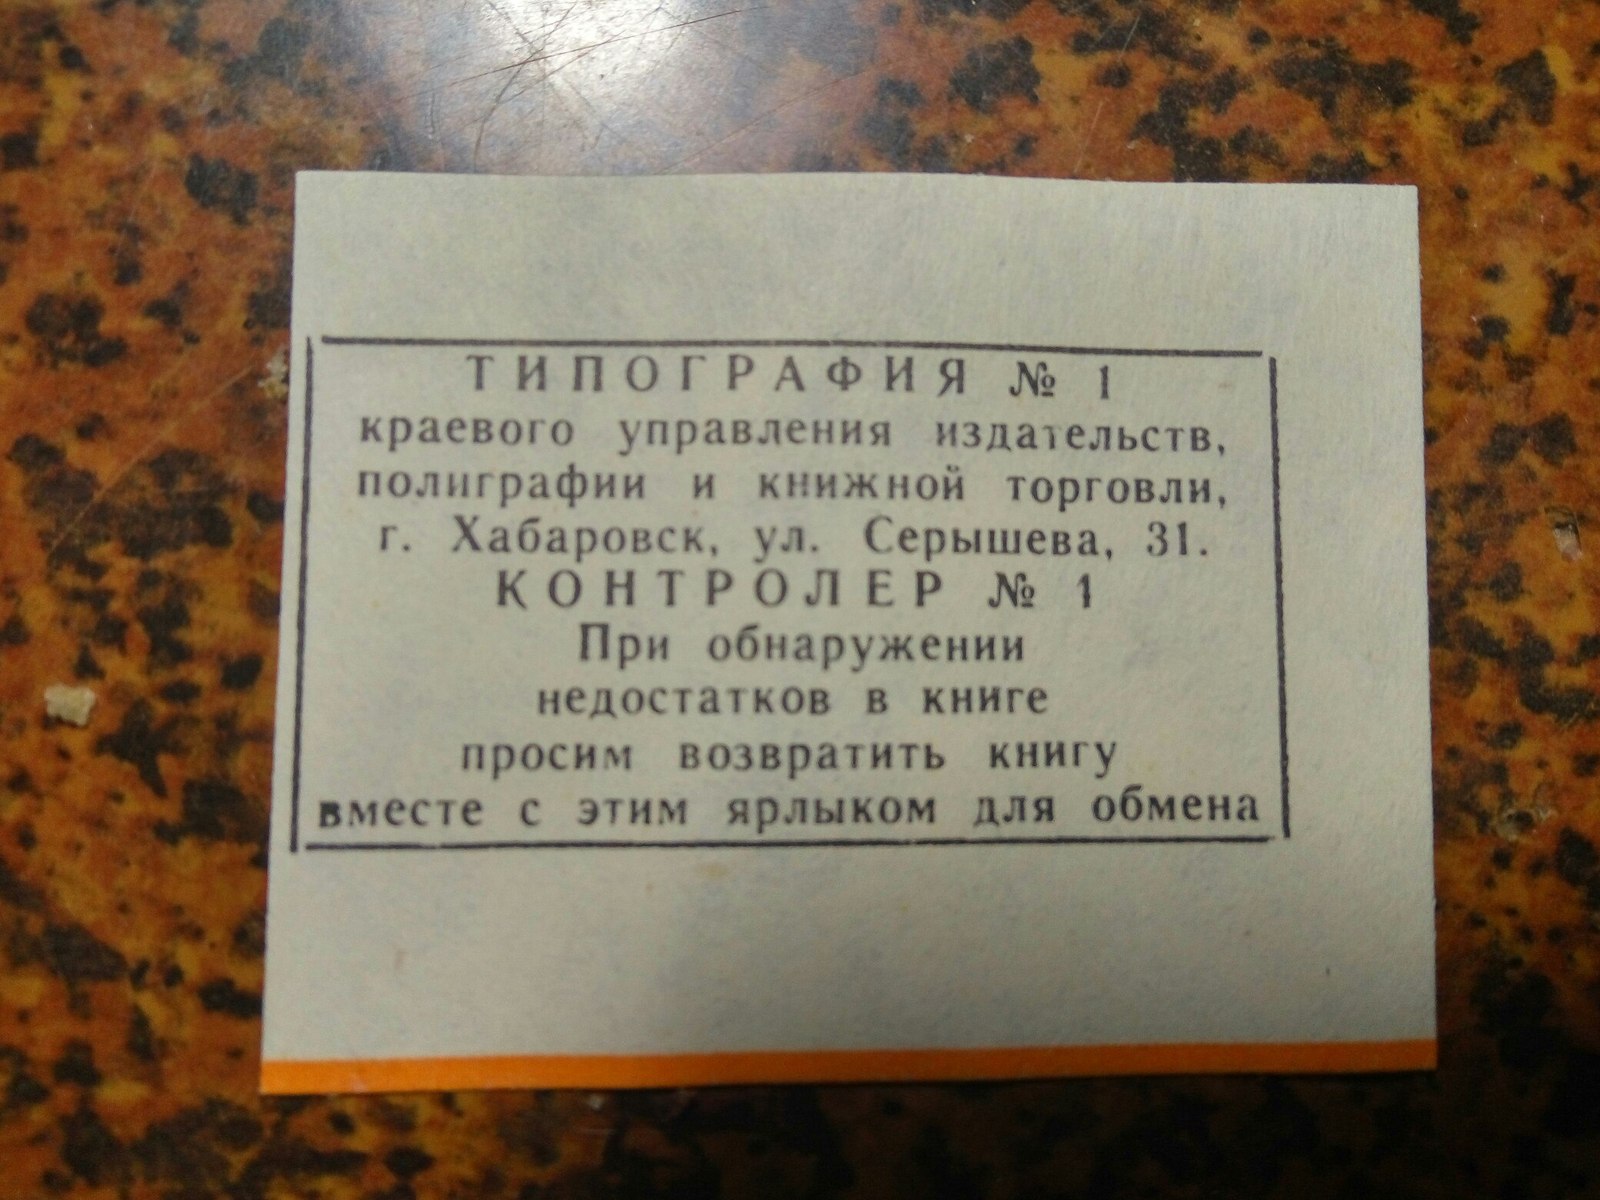 ТИПОГРАФИЯ № 1
краевого управления издательств,
полиграфии и книжной торговли,
г. Хабаровск, ул. Серышева, 31.
КОНТРОЛЕР № 1
При обнаружении
недостатков в книге
просим возвратить книгу
вместе с этим ярлыком для обмена